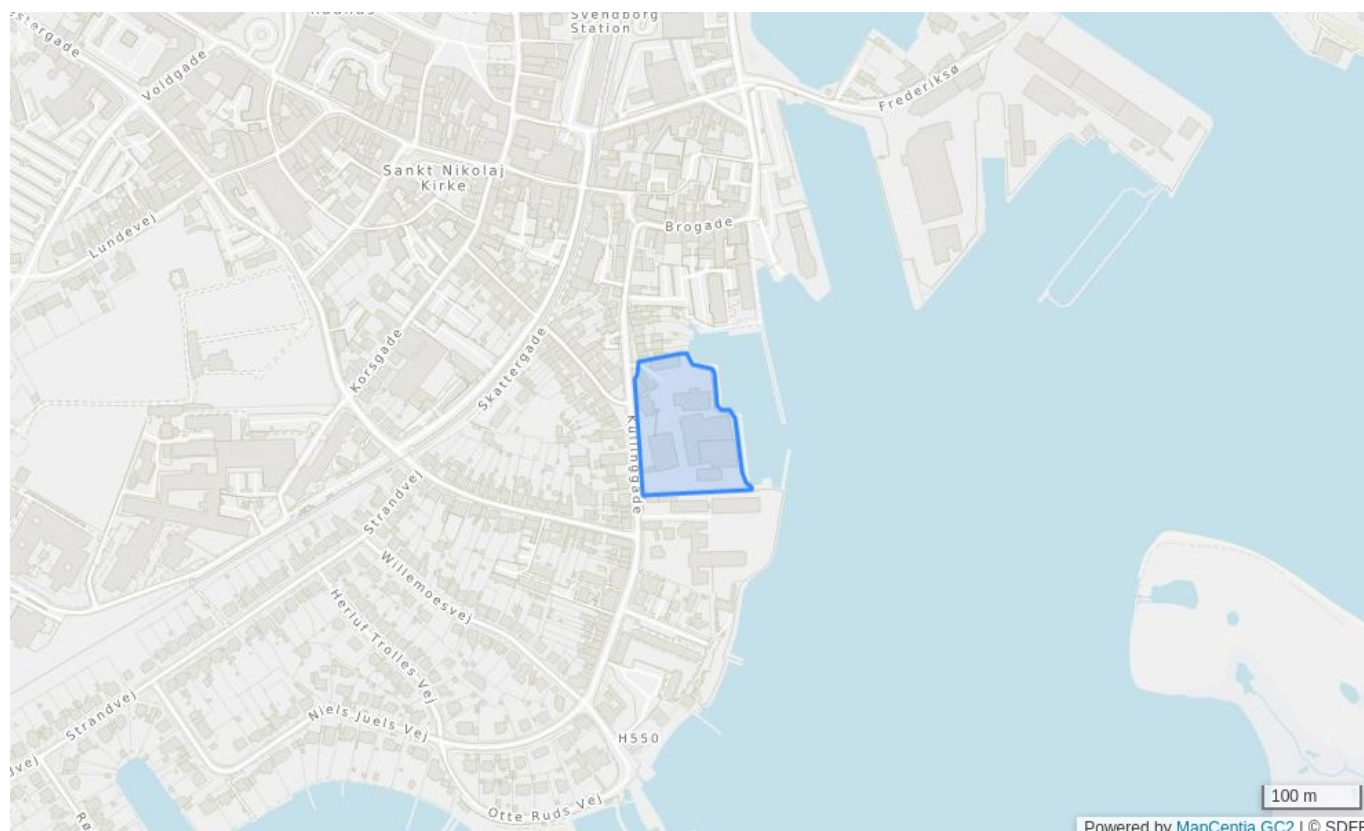 Svendborg
Station
Voldgade
Frederiksø
Sankt Nikolaj
Kirke
Lundevej
Brogade
Korsgade
Skattergade
Kullinggade
Strandvej
Willemoesvej
Herluf Trolles Vej
Niels Juels Vej
Strandvej
H550
Otte Ruds Vej
100 m
Powered by MapCentia GC2 | © SDFE